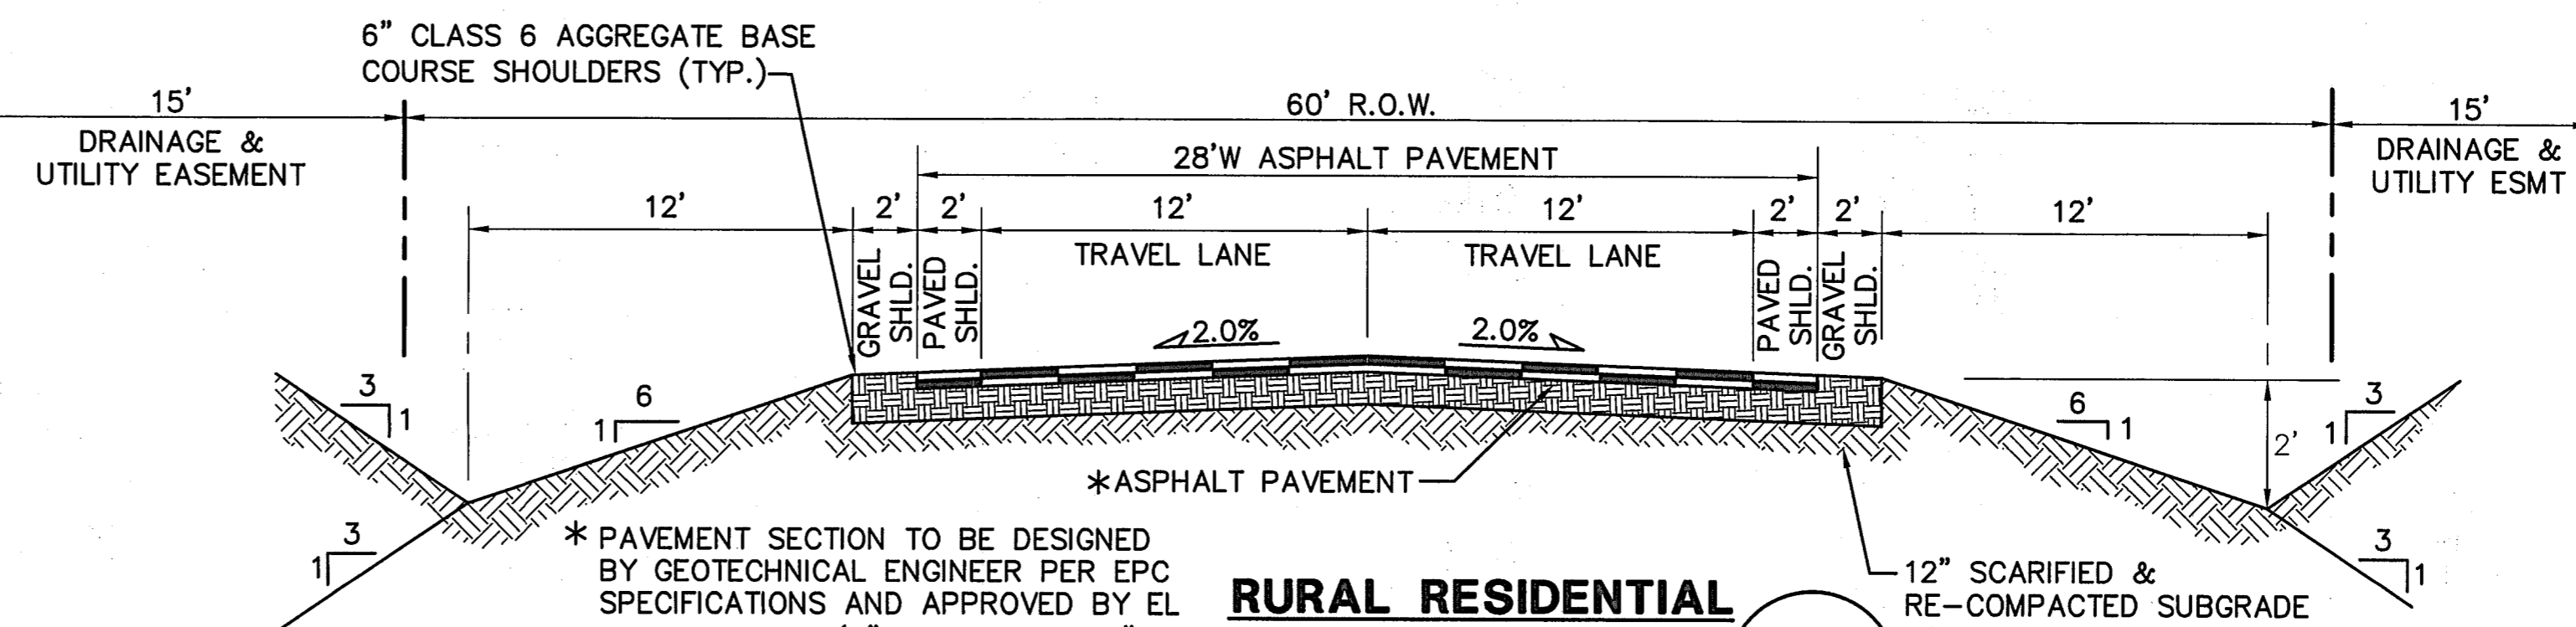 6" CLASS 6 AGGREGATE BASE
COURSE SHOULDERS (TYP.)
15'
60' R.O.W.
15'
DRAINAGE &
UTILITY EASEMENT
28'W ASPHALT PAVEMENT
DRAINAGE &
UTILITY ESMT
12'
2'
2'
12'
12'
2'
2'
12'
GRAVEL
SHLD.
PAVED
SHLD.
TRAVEL LANE
TRAVEL LANE
PAVED
SHLD.
GRAVEL
SHLD.
2.0%
2.0%
3
1
6
1
6
1
3
1
2'
*ASPHALT PAVEMENT
3
1
* PAVEMENT SECTION TO BE DESIGNED
BY GEOTECHNICAL ENGINEER PER EPC
SPECIFICATIONS AND APPROVED BY EL
RURAL RESIDENTIAL
12" SCARIFIED &
RE-COMPACTED SUBGRADE
3
1